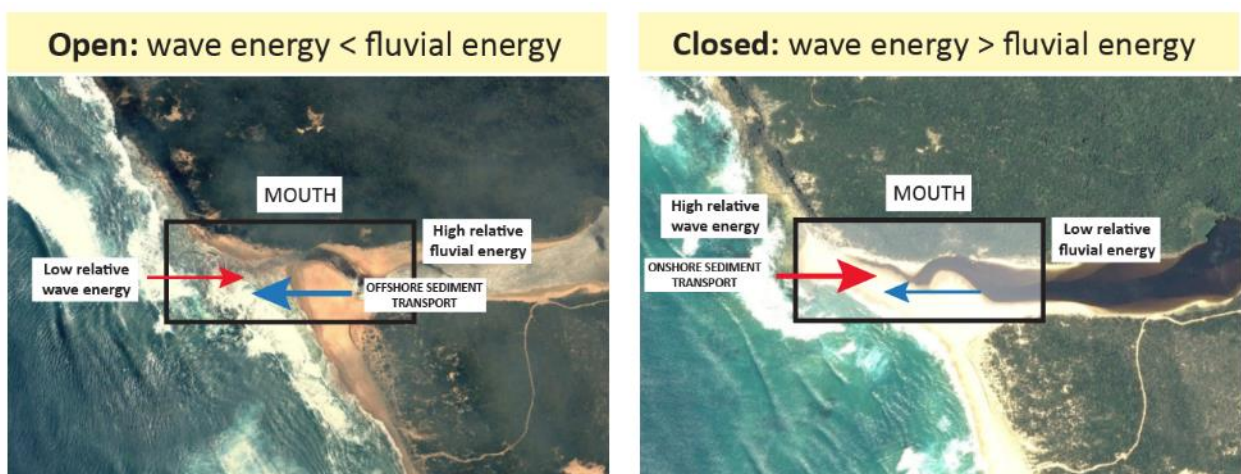 Open: wave energy < fluvial energy
MOUTH
High relative
fluvial energy
Low relative
wave energy
OFFSHORE SEDIMENT
TRANSPORT
Closed: wave energy > fluvial energy
MOUTH
High relative
wave energy
Low relative
fluvial energy
ONSHORE SEDIMENT
TRANSPORT